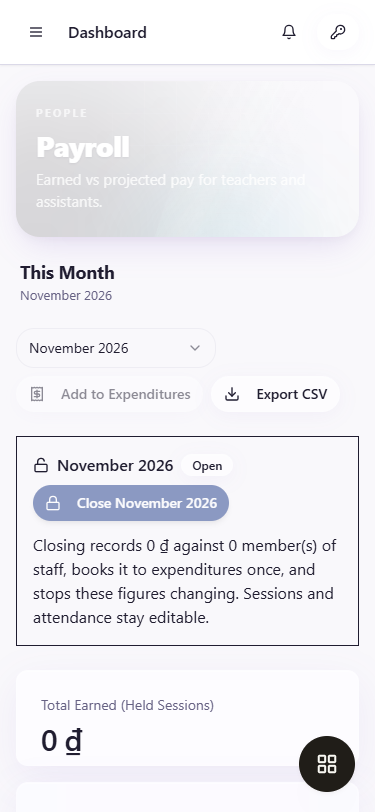 Dashboard
PEOPLE
Payroll
Earned vs projected pay for teachers and
assistants.
This Month
November 2026
November 2026
Add to Expenditures
Export CSV
November 2026
Open
Close November 2026
Closing records 0 ₫ against 0 member(s) of
staff, books it to expenditures once, and
stops these figures changing. Sessions and
attendance stay editable.
Total Earned (Held Sessions)
0 ₫